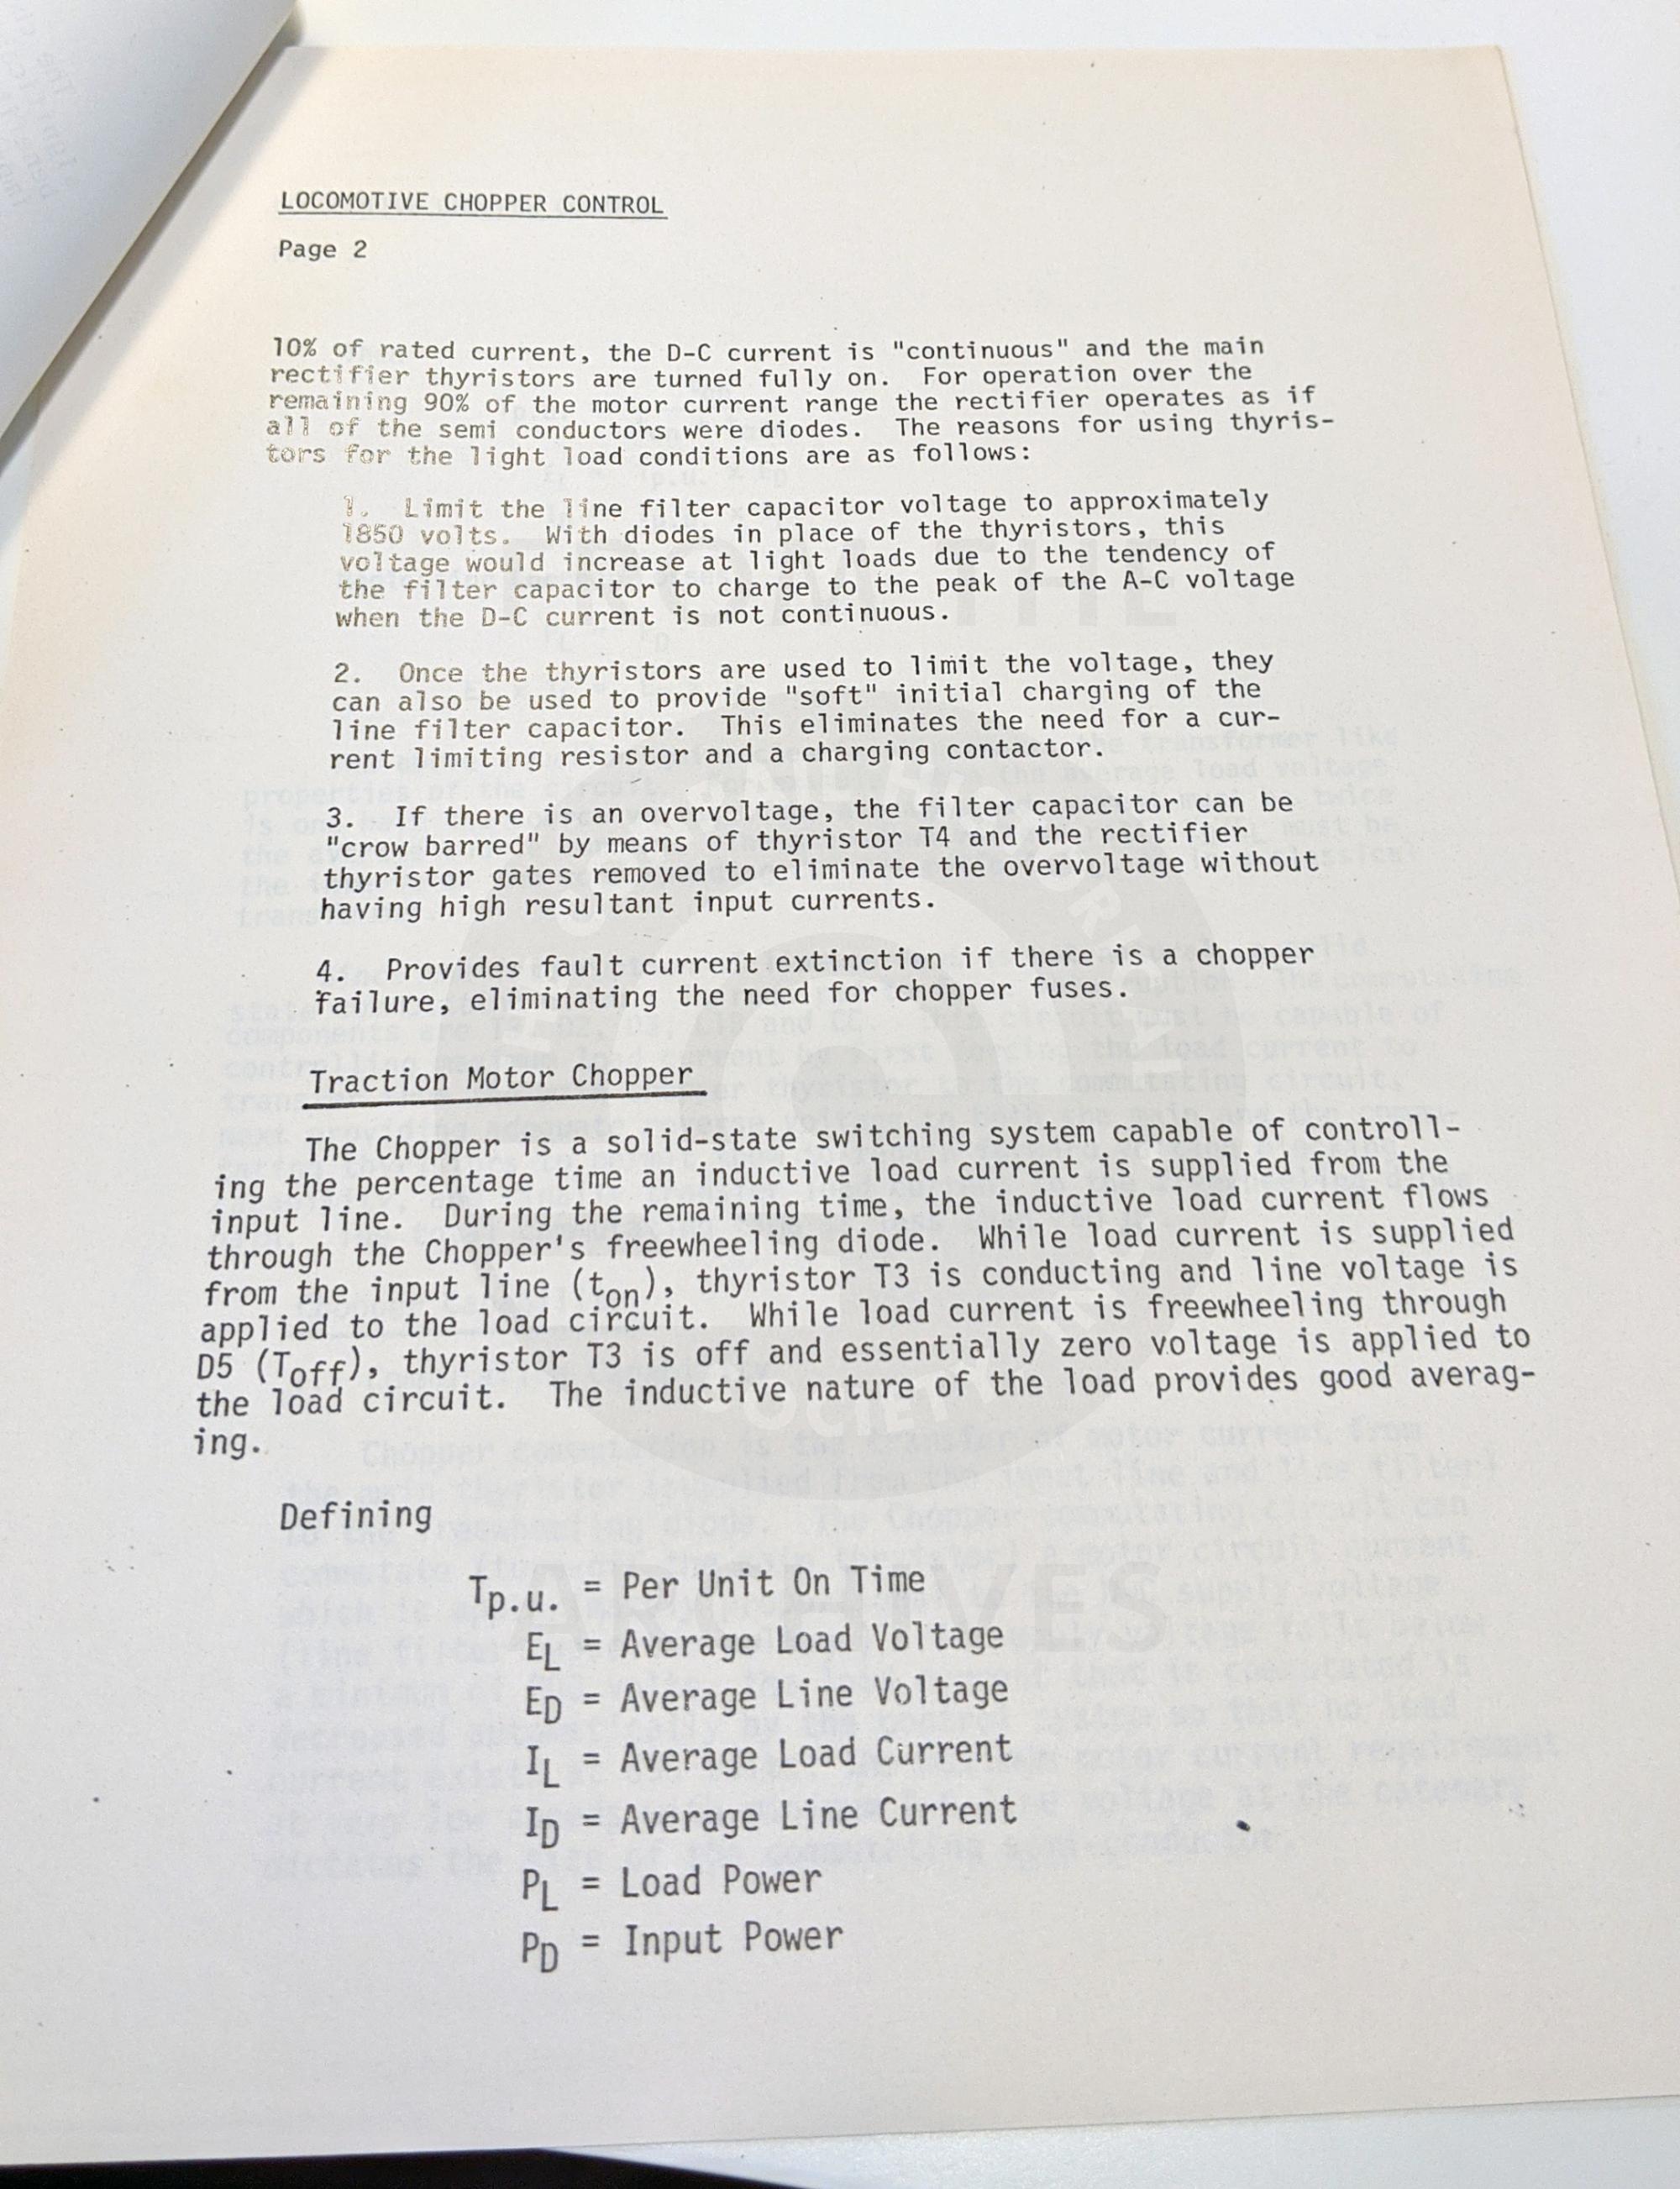 LOCOMOTIVE CHOPPER CONTROL
Page 2
10% of rated current, the D-C current is "continuous" and the main
rectifier thyristors are turned fully on. For operation over the
remaining 90% of the motor current range the rectifier operates as if
all of the semi conductors were diodes. The reasons for using thyris-
tors for the light load conditions are as follows:
1. Limit the line filter capacitor voltage to approximately
1850 volts. With diodes in place of the thyristors, this
voltage would increase at light loads due to the tendency of
the filter capacitor to charge to the peak of the A-C voltage
when the D-C current is not continuous.
2. Once the thyristors are used to limit the voltage, they
can also be used to provide "soft" initial charging of the
line filter capacitor. This eliminates the need for a cur-
rent limiting resistor and a charging contactor.
3. If there is an overvoltage, the filter capacitor can be
"crow barred" by means of thyristor T4 and the rectifier
thyristor gates removed to eliminate the overvoltage without
having high resultant input currents.
4. Provides fault current extinction if there is a chopper
failure, eliminating the need for chopper fuses.
Traction Motor Chopper
The Chopper is a solid-state switching system capable of controll-
ing the percentage time an inductive load current is supplied from the
input line. During the remaining time, the inductive load current flows
through the Chopper's freewheeling diode. While load current is supplied
from the input line (ton), thyristor T3 is conducting and line voltage is
applied to the load circuit. While load current is freewheeling through
D5 (Toff), thyristor T3 is off and essentially zero voltage is applied to
the load circuit. The inductive nature of the load provides good averag-
ing.
Defining
Tp.u. = Per Unit On Time
EL = Average Load Voltage
ED = Average Line Voltage
IL = Average Load Current
ID = Average Line Current
PL = Load Power
PD = Input Power
ARCHIVES